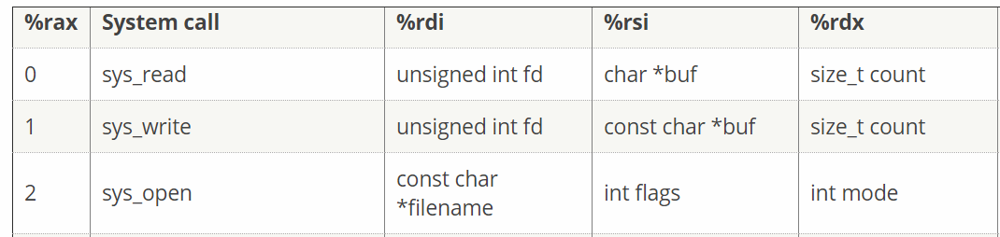 %rax System call %rdi %rsi %rdx
0 sys_read unsigned int fd char *buf size_t count
1 sys_write unsigned int fd const char *buf size_t count
2 sys_open const char *filename int flags int mode